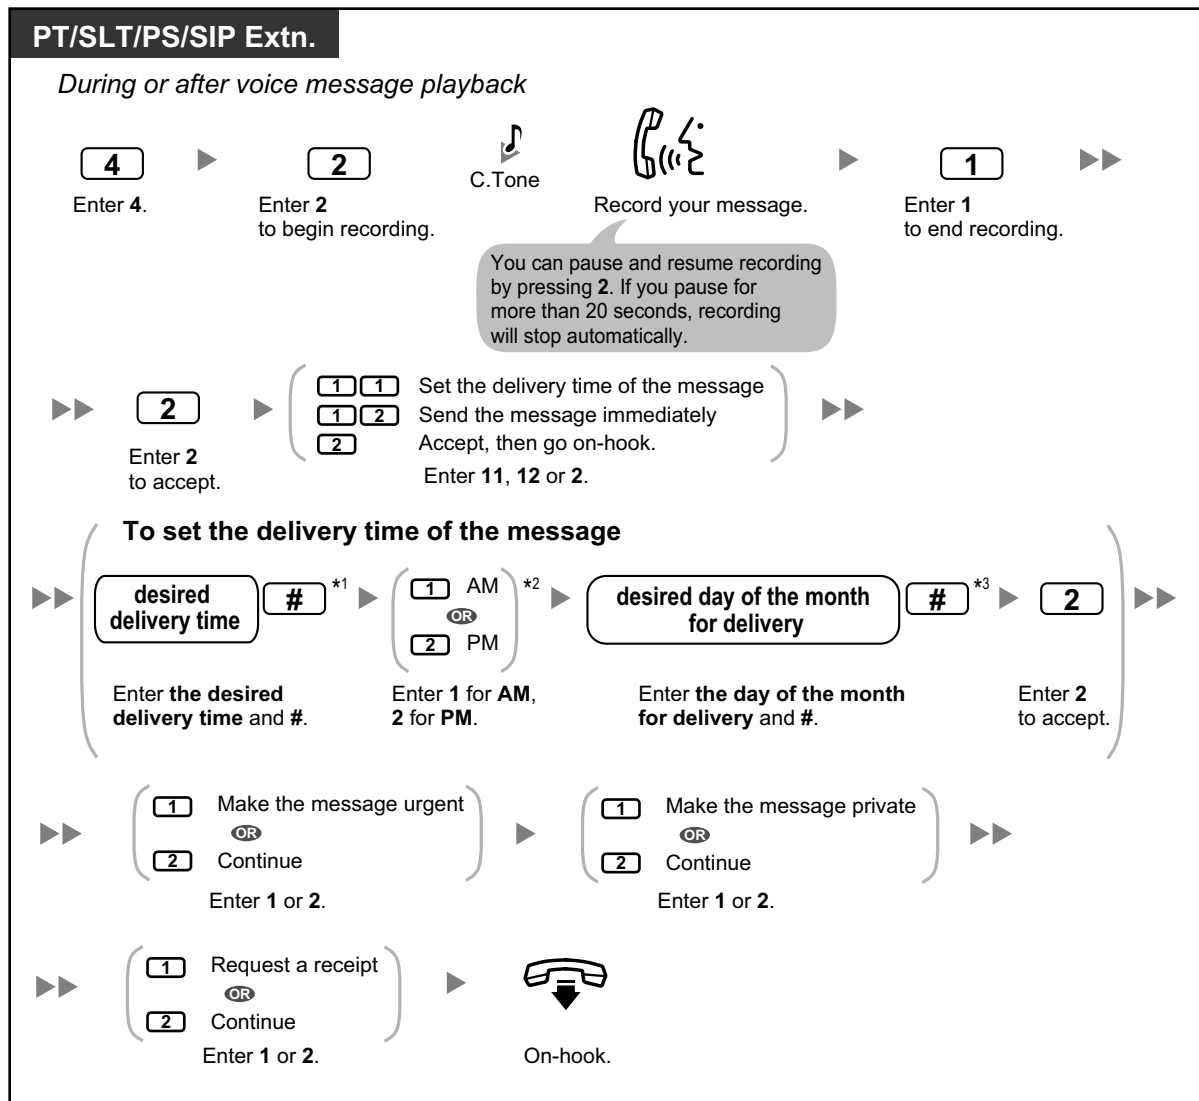 PT/SLT/PS/SIP Extn.
During or after voice message playback
4
2
C.Tone
1
Enter 4.
Enter 2
to begin recording.
Record your message.
Enter 1
to end recording.
You can pause and resume recording
by pressing 2. If you pause for
more than 20 seconds, recording
will stop automatically.
2
Enter 2
to accept.
1 1 Set the delivery time of the message
1 2 Send the message immediately
2 Accept, then go on-hook.
Enter 11, 12 or 2.
To set the delivery time of the message
desired
delivery time
# *1
1 AM
OR
2 PM
*2
desired day of the month
for delivery
# *3
2
Enter the desired
delivery time and #.
Enter 1 for AM,
2 for PM.
Enter the day of the month
for delivery and #.
Enter 2
to accept.
1 Make the message urgent
OR
2 Continue
Enter 1 or 2.
1 Make the message private
OR
2 Continue
Enter 1 or 2.
1 Request a receipt
OR
2 Continue
Enter 1 or 2.
On-hook.